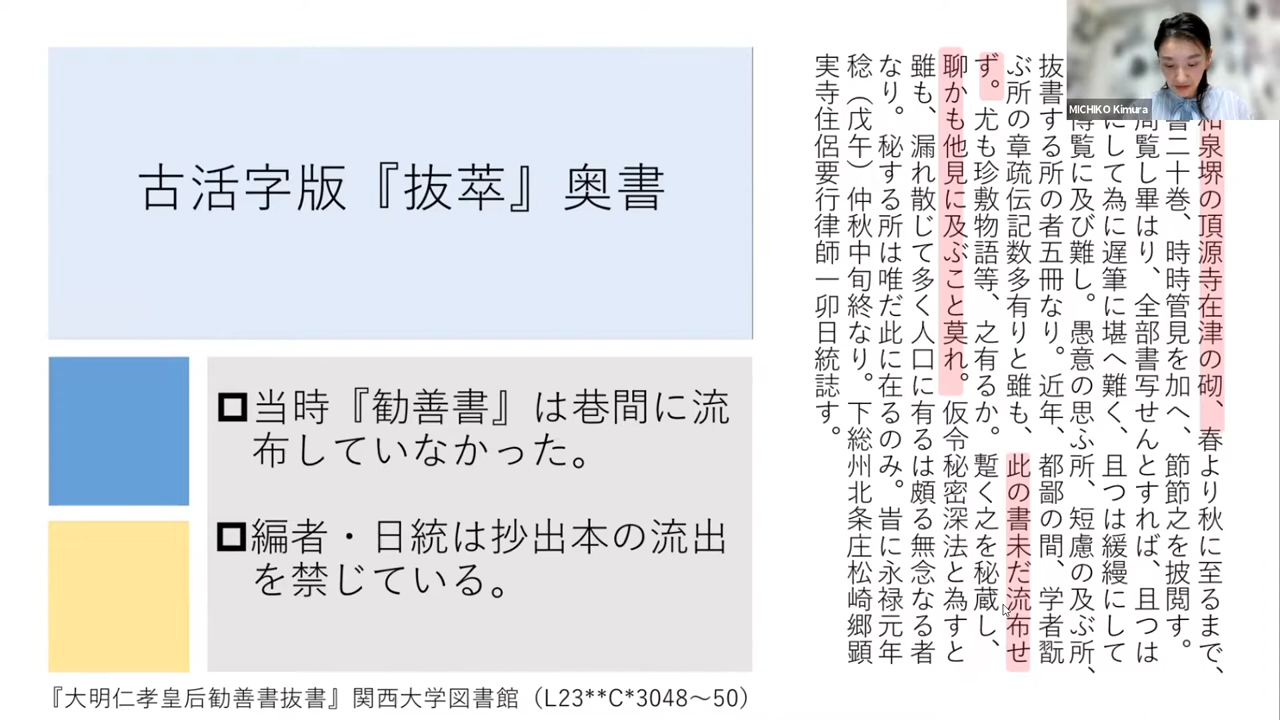 古活字版『抜萃』奥書
当時『勧善書』は巷間に流
布していなかった。
編者・日統は抄出本の流出
を禁じている。
『大明仁孝皇后勧善書抜書』関西大学図書館（L23**C*3048～50）
MICHIKO Kimura
和泉堺の頂源寺在津の砌、春より秋に至るまで、
書二十巻、時時管見を加へ、節節之を披閲す。
周覧し畢はり、全部書写せんとすれば、且つは
にして為に遅筆に堪へ難く、且つは緩縵にして
博覧に及び難し。愚意の思ふ所、短慮の及ぶ所、
抜書する所の者五冊なり。近年、都鄙の間、学者翫
ぶ所の章疏伝記数多有りと雖も、此の書未だ流布せ
ず。尤も珍敷物語等、之有るか。蹔く之を秘蔵し、
聊かも他見に及ぶこと莫れ。仮令秘密深法と為すと
雖も、漏れ散じて多く人口に有るは頗る無念なる者
なり。秘する所は唯だ此に在るのみ。旹に永禄元年
稔（戊午）仲秋中旬終なり。下総州北条庄松崎郷顕
実寺住侶要行律師一卯日統誌す。